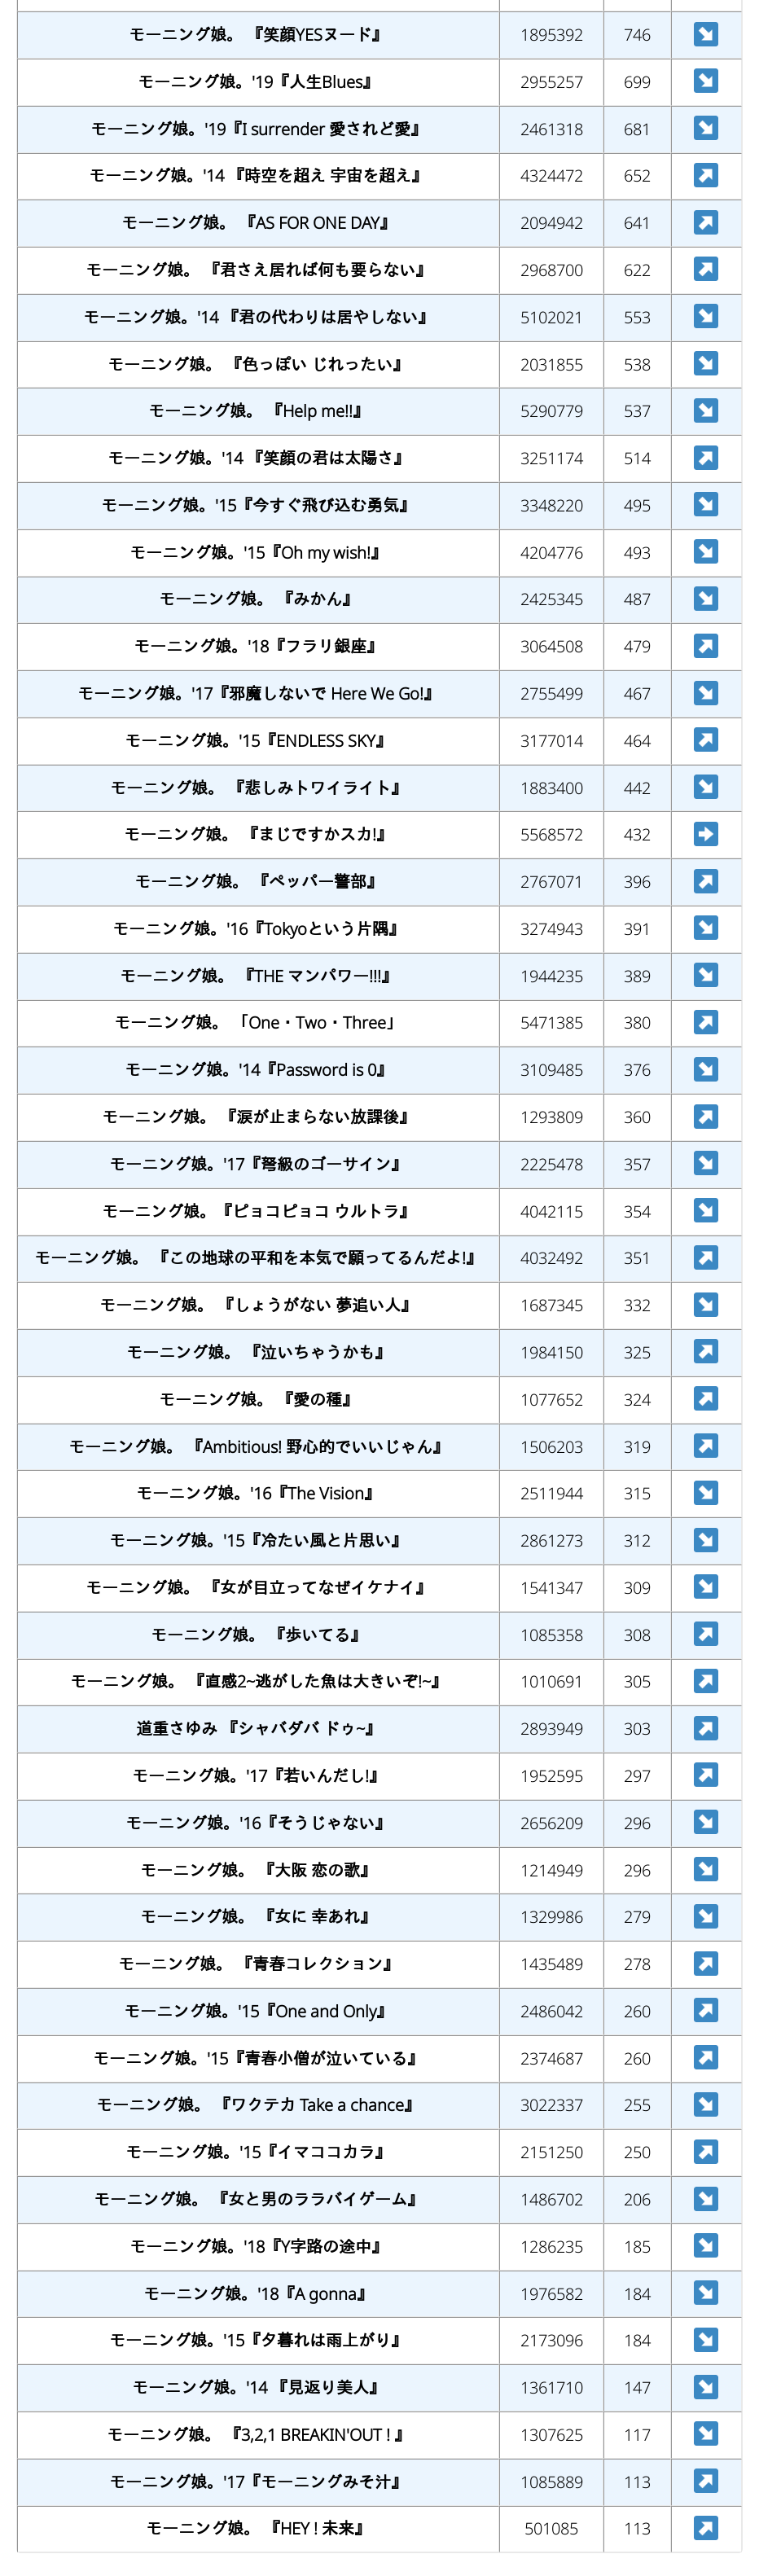 モーニング娘。 『笑顔YESヌード』 1895392 746 ↘
モーニング娘。'19『人生Blues』 2955257 699 ↘
モーニング娘。'19『I surrender 愛されど愛』 2461318 681 ↘
モーニング娘。'14 『時空を超え 宇宙を超え』 4324472 652 ↗
モーニング娘。 『AS FOR ONE DAY』 2094942 641 ↗
モーニング娘。 『君さえ居れば何も要らない』 2968700 622 ↗
モーニング娘。'14 『君の代わりは居やしない』 5102021 553 ↘
モーニング娘。 『色っぽい じれったい』 2031855 538 ↘
モーニング娘。 『Help me!!』 5290779 537 ↘
モーニング娘。'14 『笑顔の君は太陽さ』 3251174 514 ↗
モーニング娘。'15『今すぐ飛び込む勇気』 3348220 495 ↘
モーニング娘。'15『Oh my wish!』 4204776 493 ↘
モーニング娘。 『みかん』 2425345 487 ↘
モーニング娘。'18『フラリ銀座』 3064508 479 ↗
モーニング娘。'17『邪魔しないで Here We Go!』 2755499 467 ↘
モーニング娘。'15『ENDLESS SKY』 3177014 464 ↗
モーニング娘。 『悲しみトワイライト』 1883400 442 ↘
モーニング娘。 『まじですかスカ!』 5568572 432 ➡
モーニング娘。 『ペッパー警部』 2767071 396 ↗
モーニング娘。'16『Tokyoという片隅』 3274943 391 ↘
モーニング娘。 『THE マンパワー!!!』 1944235 389 ↘
モーニング娘。 「One・Two・Three」 5471385 380 ↗
モーニング娘。'14『Password is 0』 3109485 376 ↘
モーニング娘。 『涙が止まらない放課後』 1293809 360 ↗
モーニング娘。'17『弩級のゴーサイン』 2225478 357 ↘
モーニング娘。『ピョコピョコ ウルトラ』 4042115 354 ↘
モーニング娘。 『この地球の平和を本気で願ってるんだよ!』 4032492 351 ↗
モーニング娘。 『しょうがない 夢追い人』 1687345 332 ↘
モーニング娘。 『泣いちゃうかも』 1984150 325 ↗
モーニング娘。 『愛の種』 1077652 324 ↗
モーニング娘。 『Ambitious! 野心的でいいじゃん』 1506203 319 ↗
モーニング娘。'16『The Vision』 2511944 315 ↘
モーニング娘。'15『冷たい風と片思い』 2861273 312 ↘
モーニング娘。 『女が目立ってなぜイケナイ』 1541347 309 ↘
モーニング娘。 『歩いてる』 1085358 308 ↗
モーニング娘。 『直感2~逃がした魚は大きいぞ!~』 1010691 305 ↗
道重さゆみ 『シャバダバ ドゥ~』 2893949 303 ↗
モーニング娘。'17『若いんだし!』 1952595 297 ↗
モーニング娘。'16『そうじゃない』 2656209 296 ↘
モーニング娘。 『大阪 恋の歌』 1214949 296 ↘
モーニング娘。 『女に 幸あれ』 1329986 279 ↘
モーニング娘。 『青春コレクション』 1435489 278 ↗
モーニング娘。'15『One and Only』 2486042 260 ↗
モーニング娘。'15『青春小僧が泣いている』 2374687 260 ↗
モーニング娘。 『ワクテカ Take a chance』 3022337 255 ↘
モーニング娘。'15『イマココカラ』 2151250 250 ↗
モーニング娘。 『女と男のララバイゲーム』 1486702 206 ↘
モーニング娘。'18『Y字路の途中』 1286235 185 ↘
モーニング娘。'18『A gonna』 1976582 184 ↘
モーニング娘。'15『夕暮れは雨上がり』 2173096 184 ↘
モーニング娘。'14 『見返り美人』 1361710 147 ↘
モーニング娘。 『3,2,1 BREAKIN'OUT ! 』 1307625 117 ↘
モーニング娘。'17『モーニングみそ汁』 1085889 113 ↗
モーニング娘。 『HEY ! 未来』 501085 113 ↗